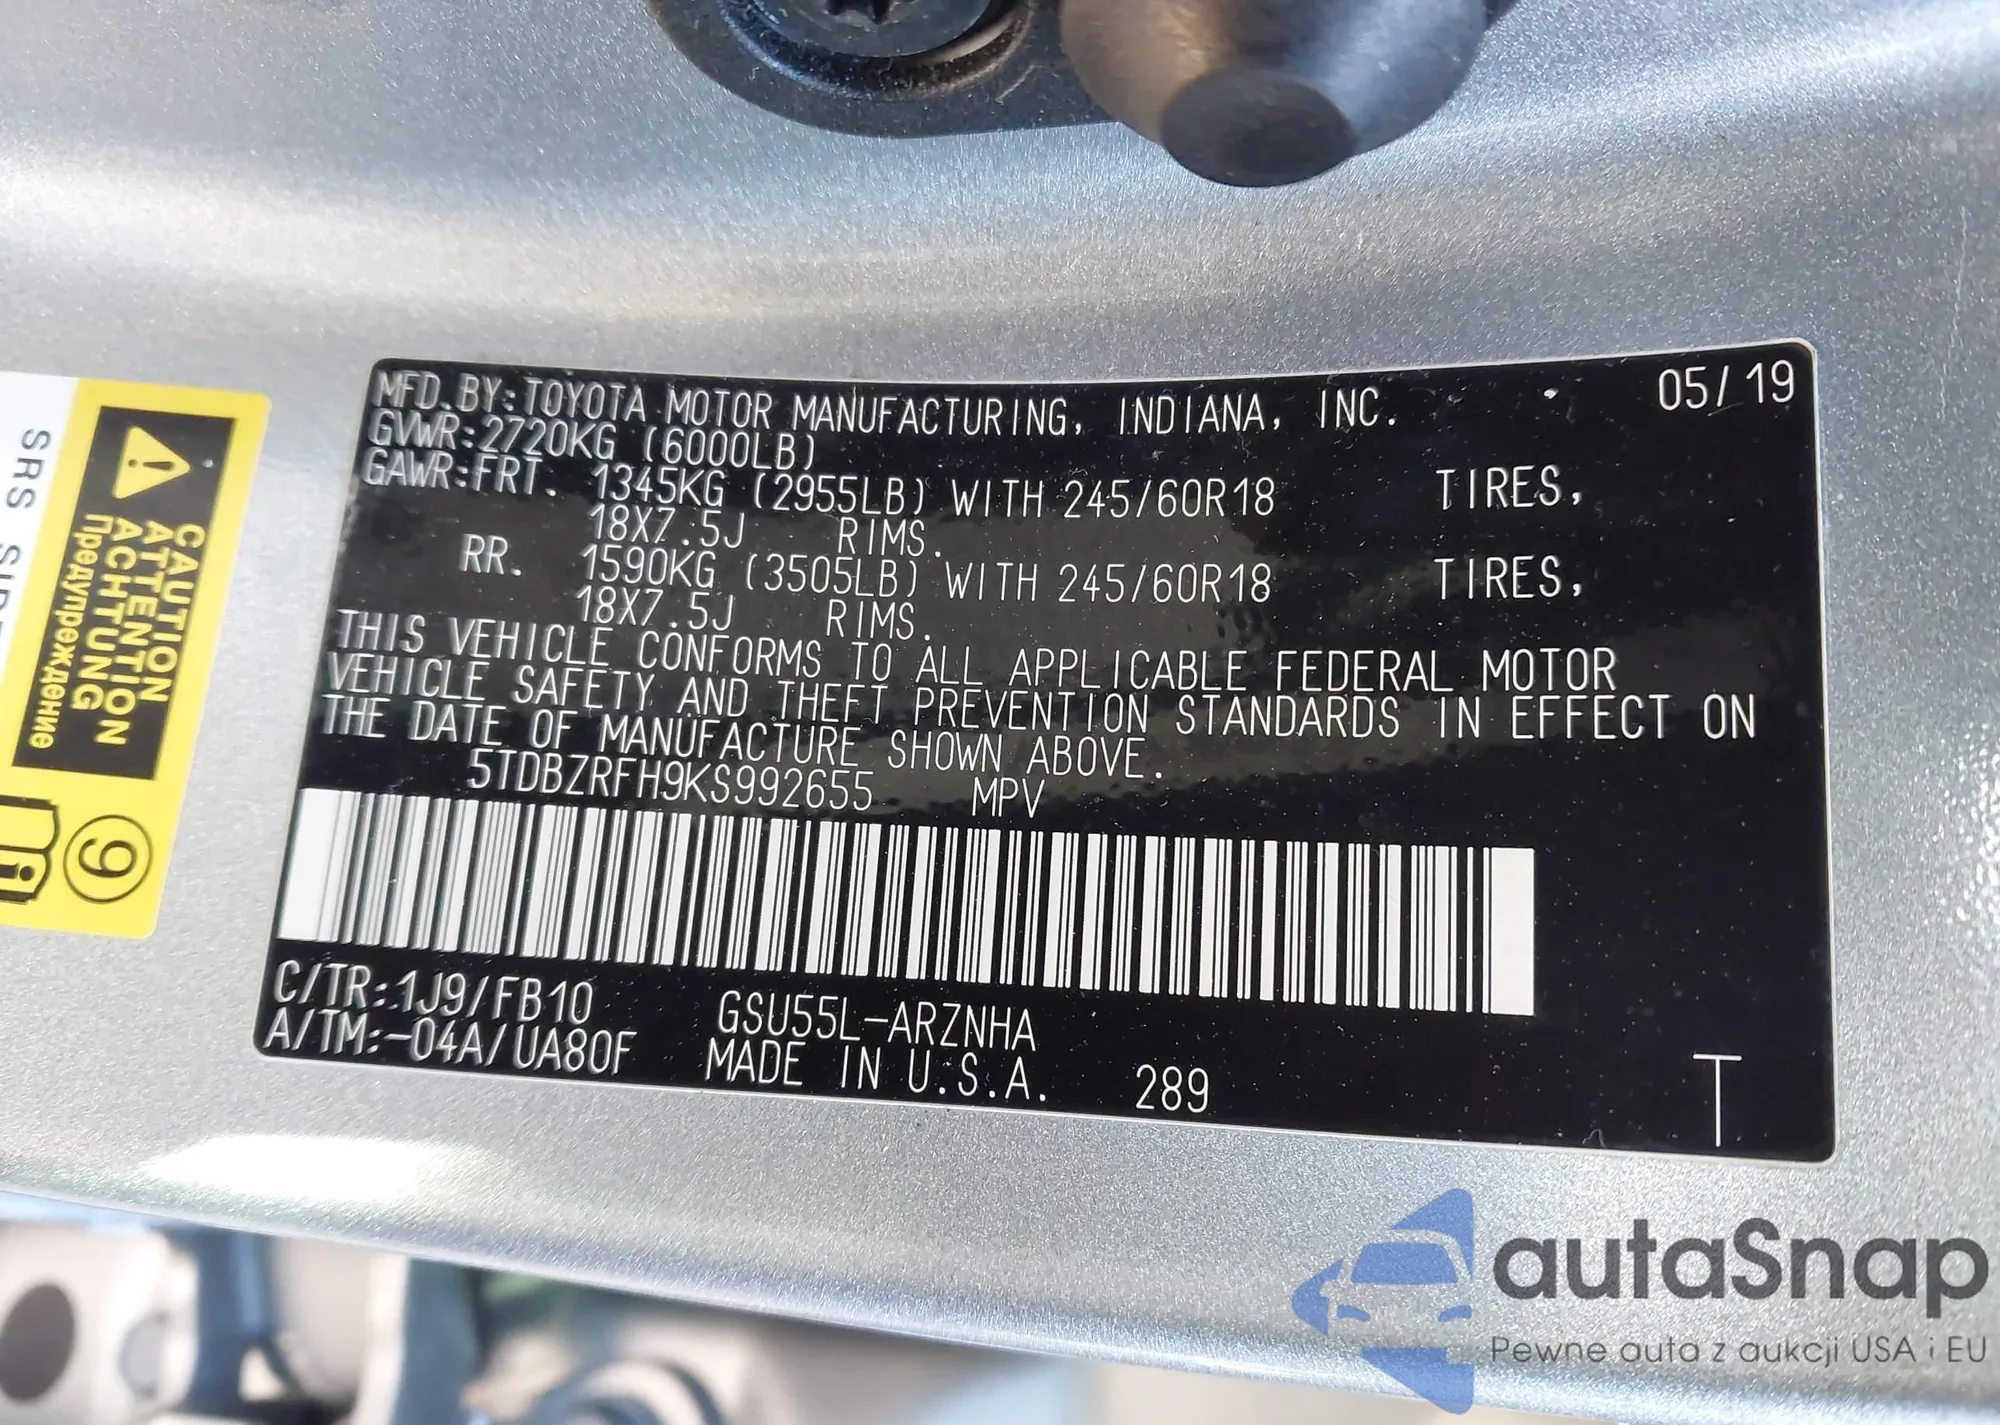 MFD. BY: TOYOTA MOTOR MANUFACTURING, INDIANA, INC. 05/19
GVWR: 2720KG (6000LB)
GAWR: FRT. 1345KG (2955LB) WITH 245/60R18 TIRES,
18X7.5J RIMS.
RR. 1590KG (3505LB) WITH 245/60R18 TIRES,
18X7.5J RIMS.
THIS VEHICLE CONFORMS TO ALL APPLICABLE FEDERAL MOTOR
VEHICLE SAFETY AND THEFT PREVENTION STANDARDS IN EFFECT ON
THE DATE OF MANUFACTURE SHOWN ABOVE.
5TDBZRFH9KS992655 MPV
C/TR: 1J9/FB10 GSU55L-ARZNHA
A/TM: -04A/UA80F MADE IN U.S.A. 289 T
CAUTION
ATTENTION
ACHTUNG
Предупреждение
9
SRS
autaSnap
Pewne auta z aukcji USA i EU